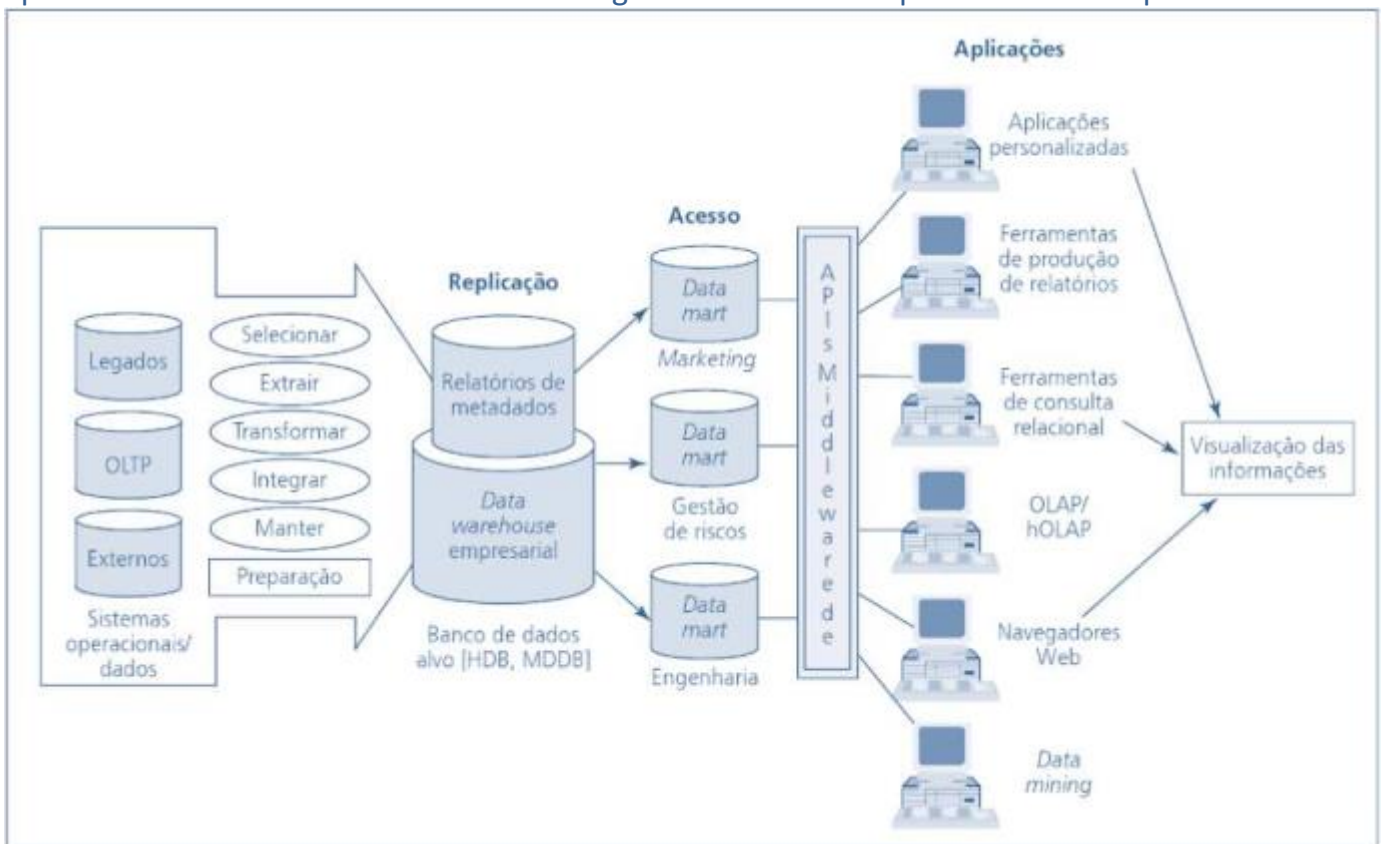 Aplicações
Aplicações
personalizadas
Ferramentas
de produção
de relatórios
Ferramentas
de consulta
relacional
OLAP/
hOLAP
Navegadores
Web
Data
mining
Visualização das
informações
Acesso
Data
mart
Marketing
Data
mart
Gestão
de riscos
Data
mart
Engenharia
APIs Middleware de
Replicação
Relatórios de
metadados
Data
warehouse
empresarial
Banco de dados
alvo [HDB, MDDB]
Legados
OLTP
Externos
Sistemas
operacionais/
dados
Selecionar
Extrair
Transformar
Integrar
Manter
Preparação